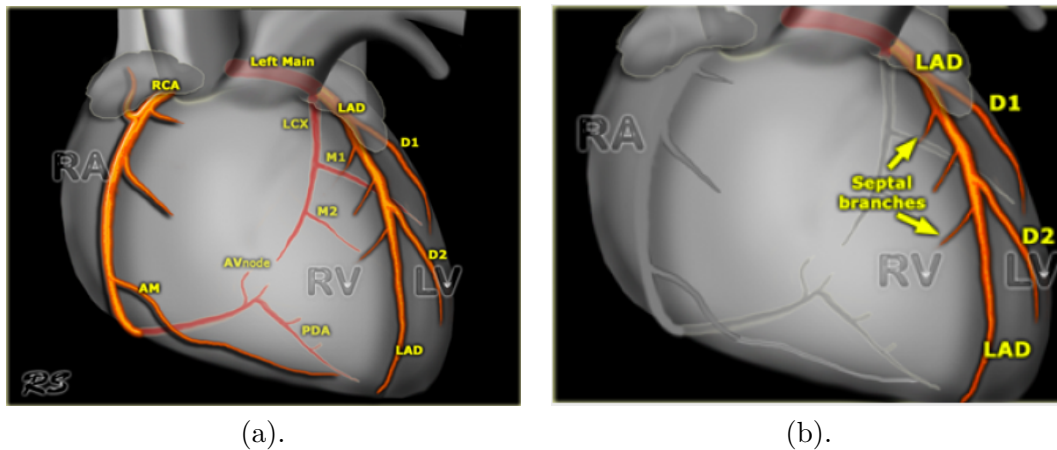 Left Main
RCA
LAD
LCX
D1
RA
M1
M2
D2
AVnode
RV
LV
AM
PDA
LAD
RS
(a).
LAD
D1
RA
Septal
branches
D2
RV
LV
LAD
(b).